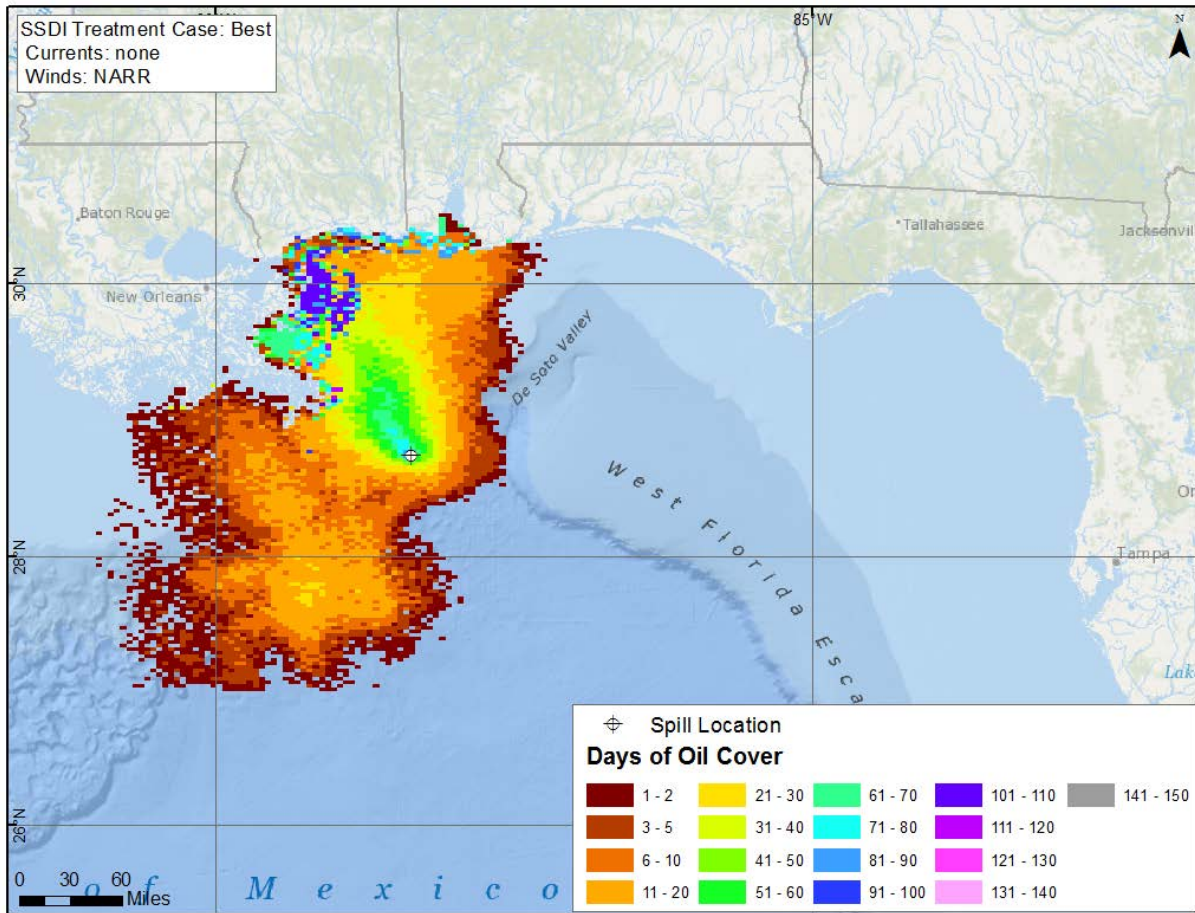 SSDI Treatment Case: Best
Currents: none
Winds: NARR
85°W
N
Baton Rouge
Tallahassee
Jacksonvil
30°N
New Orleans
De Soto Valley
West Florida Esca
Or
28°N
Tampa
Lake
Spill Location
Days of Oil Cover
1 - 2
21 - 30
61 - 70
101 - 110
141 - 150
3 - 5
31 - 40
71 - 80
111 - 120
6 - 10
41 - 50
81 - 90
121 - 130
11 - 20
51 - 60
91 - 100
131 - 140
26°N
0 30 60
Miles
of Mexico